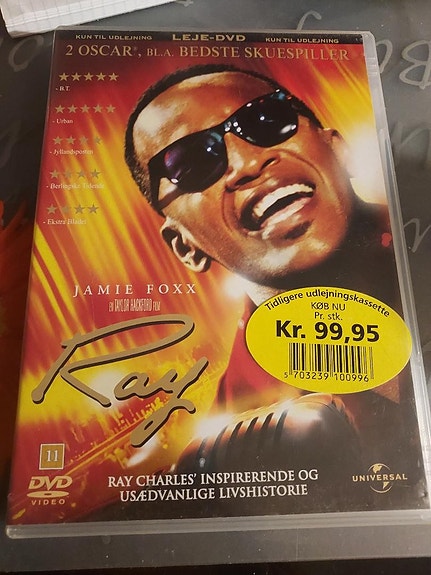 KUN TIL UDLEJNING LEJE-DVD KUN TIL UDLEJNING
2 OSCAR®, BL.A. BEDSTE SKUESPILLER
★★★★★
- B.T.
★★★★★
- Urban
★★★★
- Jyllandsposten
★★★★
- Berlingske Tidende
★★★★
- Ekstra Bladet
JAMIE FOXX
EN TAYLOR HACKFORD FILM
Ray
Tidligere udlejningskassette
KØB NU
Pr. stk.
Kr. 99,95
5 703239 100996
11
DVD
VIDEO
RAY CHARLES' INSPIRERENDE OG
USÆDVANLIGE LIVSHISTORIE
UNIVERSAL